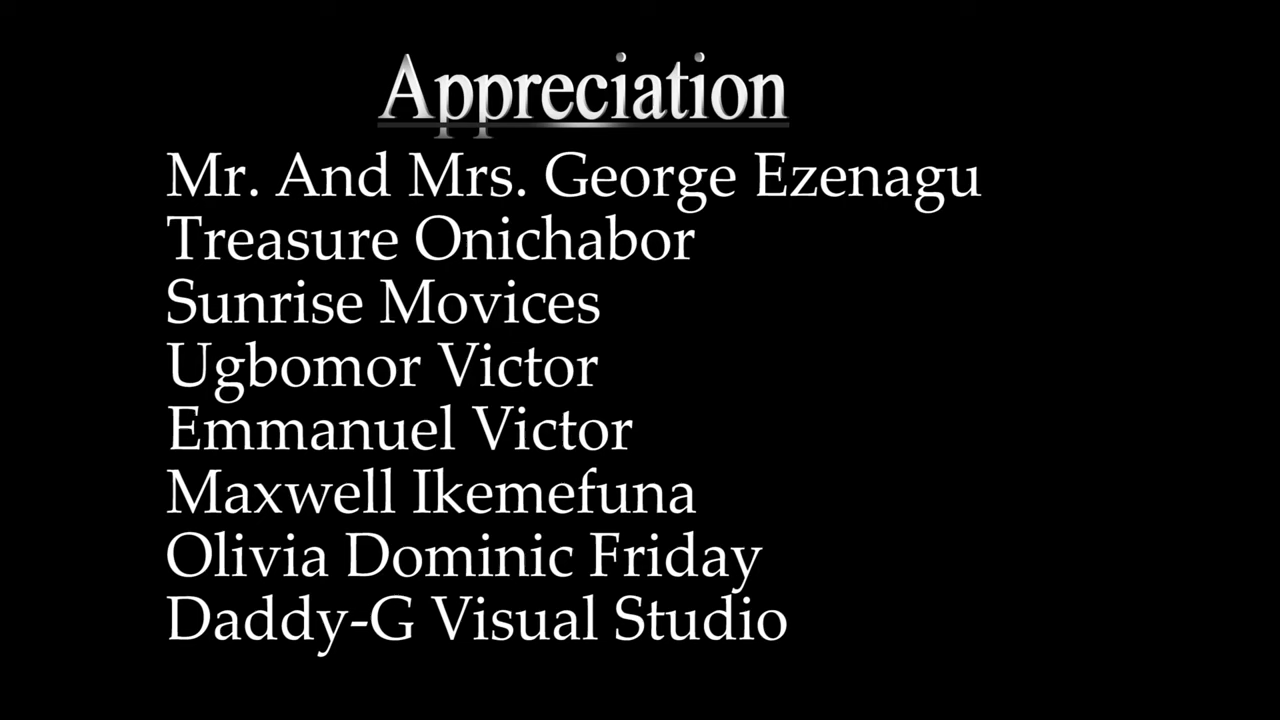 Appreciation
Mr. And Mrs. George Ezenagu
Treasure Onichabor
Sunrise Movices
Ugbomor Victor
Emmanuel Victor
Maxwell Ikemefuna
Olivia Dominic Friday
Daddy-G Visual Studio